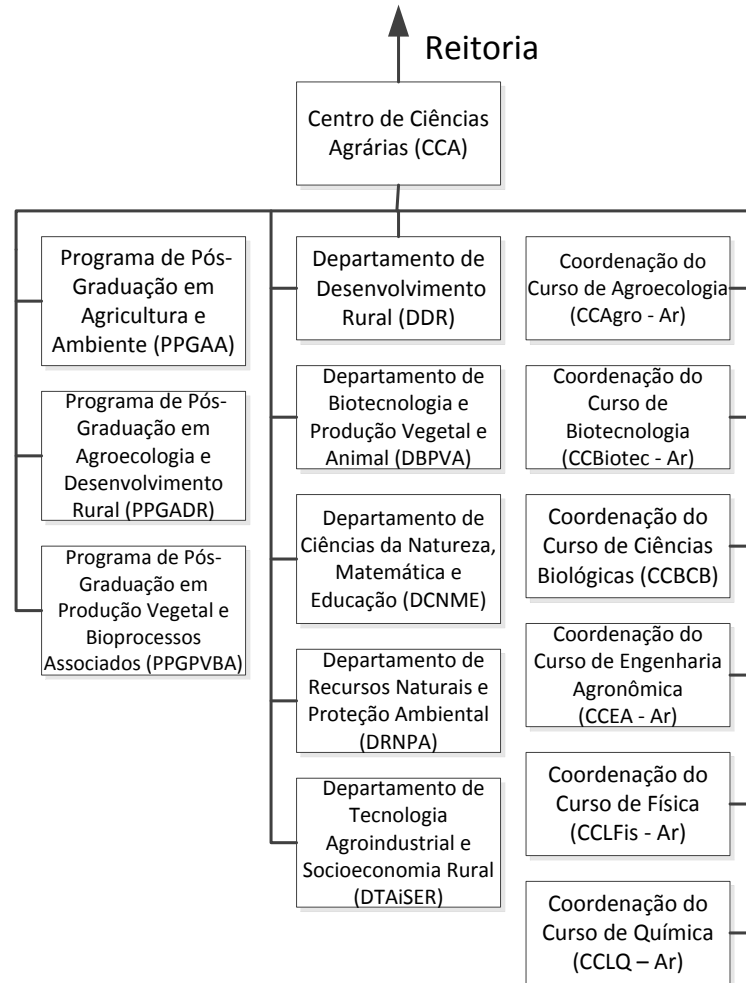 Reitoria
Centro de Ciências
Agrárias (CCA)
Programa de Pós-
Graduação em
Agricultura e
Ambiente (PPGAA)
Programa de Pós-
Graduação em
Agroecologia e
Desenvolvimento
Rural (PPGADR)
Programa de Pós-
Graduação em
Produção Vegetal e
Bioprocessos
Associados (PPGPVBA)
Departamento de
Desenvolvimento
Rural (DDR)
Departamento de
Biotecnologia e
Produção Vegetal e
Animal (DBPVA)
Departamento de
Ciências da Natureza,
Matemática e
Educação (DCNME)
Departamento de
Recursos Naturais e
Proteção Ambiental
(DRNPA)
Departamento de
Tecnologia
Agroindustrial e
Socioeconomia Rural
(DTAiSER)
Coordenação do
Curso de Agroecologia
(CCAgro - Ar)
Coordenação do
Curso de
Biotecnologia
(CCBiotec - Ar)
Coordenação do
Curso de Ciências
Biológicas (CCBCB)
Coordenação do
Curso de Engenharia
Agronômica
(CCEA - Ar)
Coordenação do
Curso de Física
(CCLFis - Ar)
Coordenação do
Curso de Química
(CCLQ – Ar)